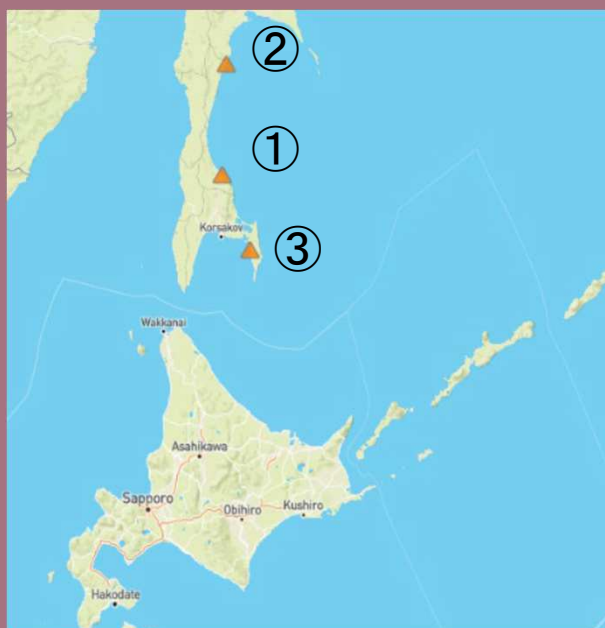 ②
①
Korsakov
③
Wakkanai
Asahikawa
Sapporo
Obihiro
Kushiro
Hakodate